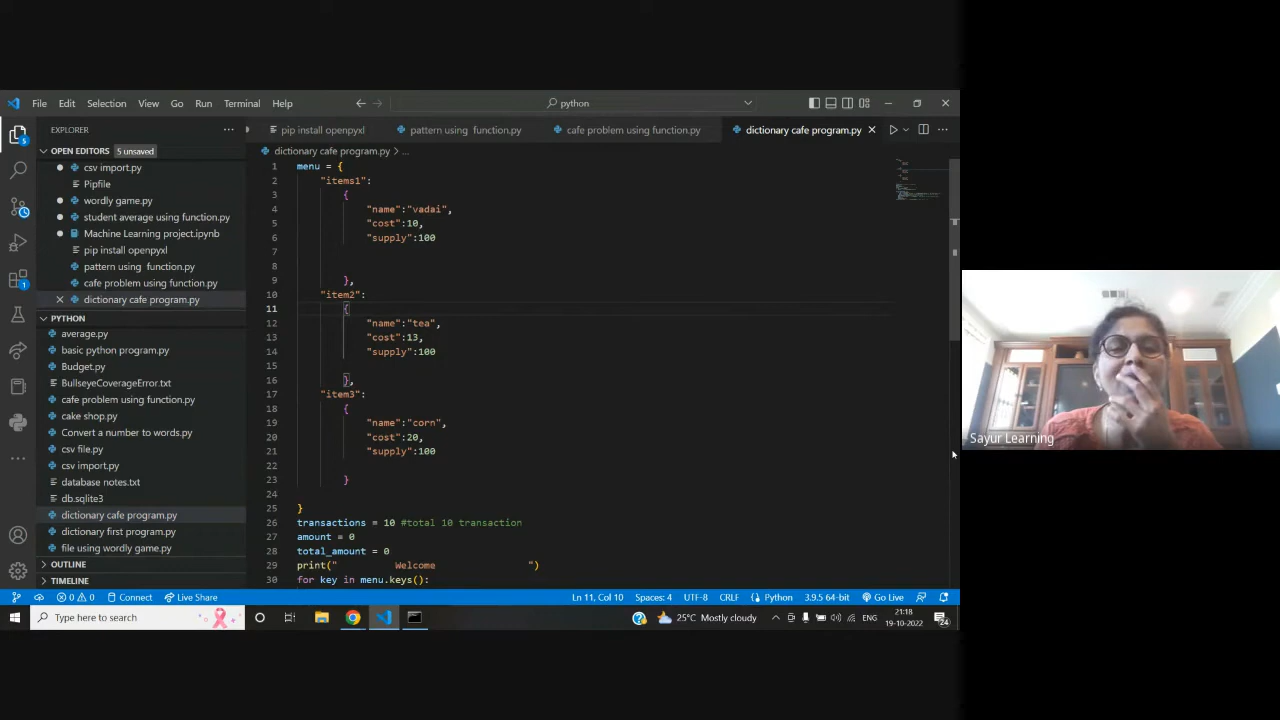 File Edit Selection View Go Run Terminal Help
python
EXPLORER
OPEN EDITORS 5 unsaved
csv import.py
Pipfile
wordly game.py
student average using function.py
Machine Learning project.ipynb
pip install openpyxl
pattern using function.py
cafe problem using function.py
dictionary cafe program.py
PYTHON
average.py
basic python program.py
Budget.py
BullseyeCoverageError.txt
cafe problem using function.py
cake shop.py
Convert a number to words.py
csv file.py
csv import.py
database notes.txt
db.sqlite3
dictionary cafe program.py
dictionary first program.py
file using wordly game.py
OUTLINE
TIMELINE
pip install openpyxl pattern using function.py cafe problem using function.py dictionary cafe program.py
dictionary cafe program.py > ...
1 menu = {
2 "items1":
3 {
4 "name":"vadai",
5 "cost":10,
6 "supply":100
7
8
9 },
10 "item2":
11 {
12 "name":"tea",
13 "cost":13,
14 "supply":100
15
16 },
17 "item3":
18 {
19 "name":"corn",
20 "cost":20,
21 "supply":100
22
23 }
24
25 }
26 transactions = 10 #total 10 transaction
27 amount = 0
28 total_amount = 0
29 print(" Welcome ")
30 for key in menu.keys():
0 0 Connect Live Share Ln 11, Col 10 Spaces: 4 UTF-8 CRLF Python 3.9.5 64-bit Go Live
Type here to search
25°C Mostly cloudy
ENG
21:18
19-10-2022
24
Sayur Learning